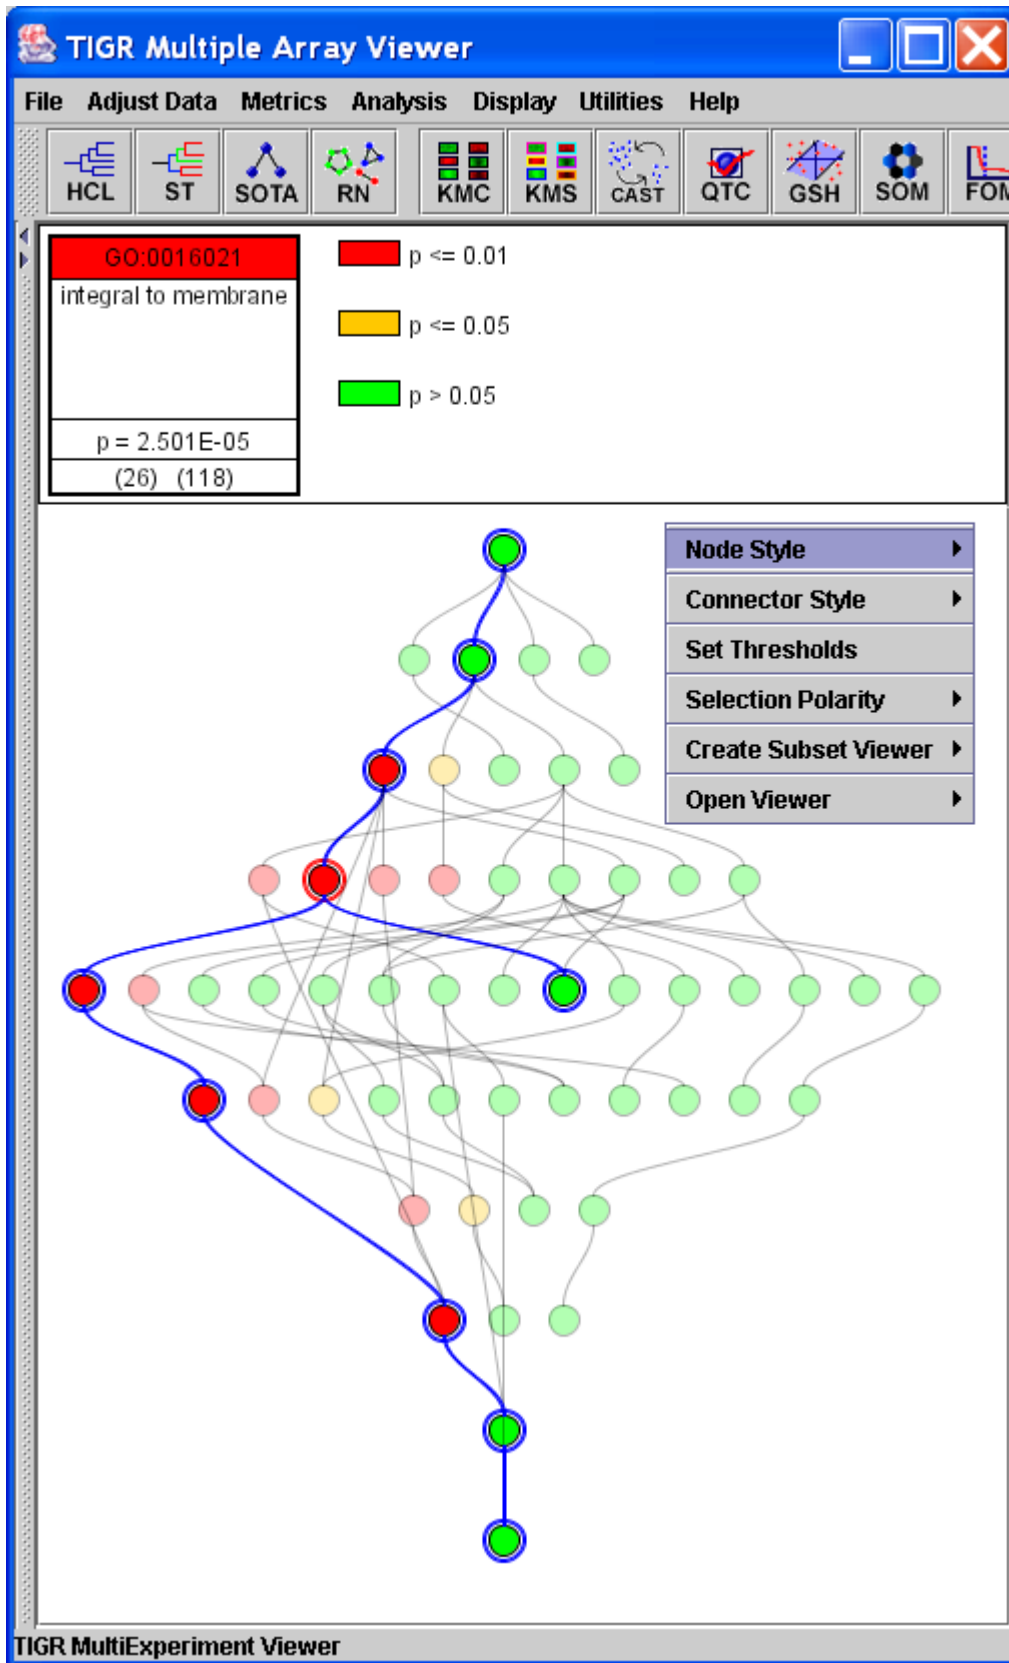 TIGR Multiple Array Viewer
File Adjust Data Metrics Analysis Display Utilities Help
HCL ST SOTA RN KMC KMS CAST QTC GSH SOM FOM
GO:0016021
integral to membrane
p = 2.501E-05
(26) (118)
p <= 0.01
p <= 0.05
p > 0.05
Node Style
Connector Style
Set Thresholds
Selection Polarity
Create Subset Viewer
Open Viewer
TIGR MultiExperiment Viewer